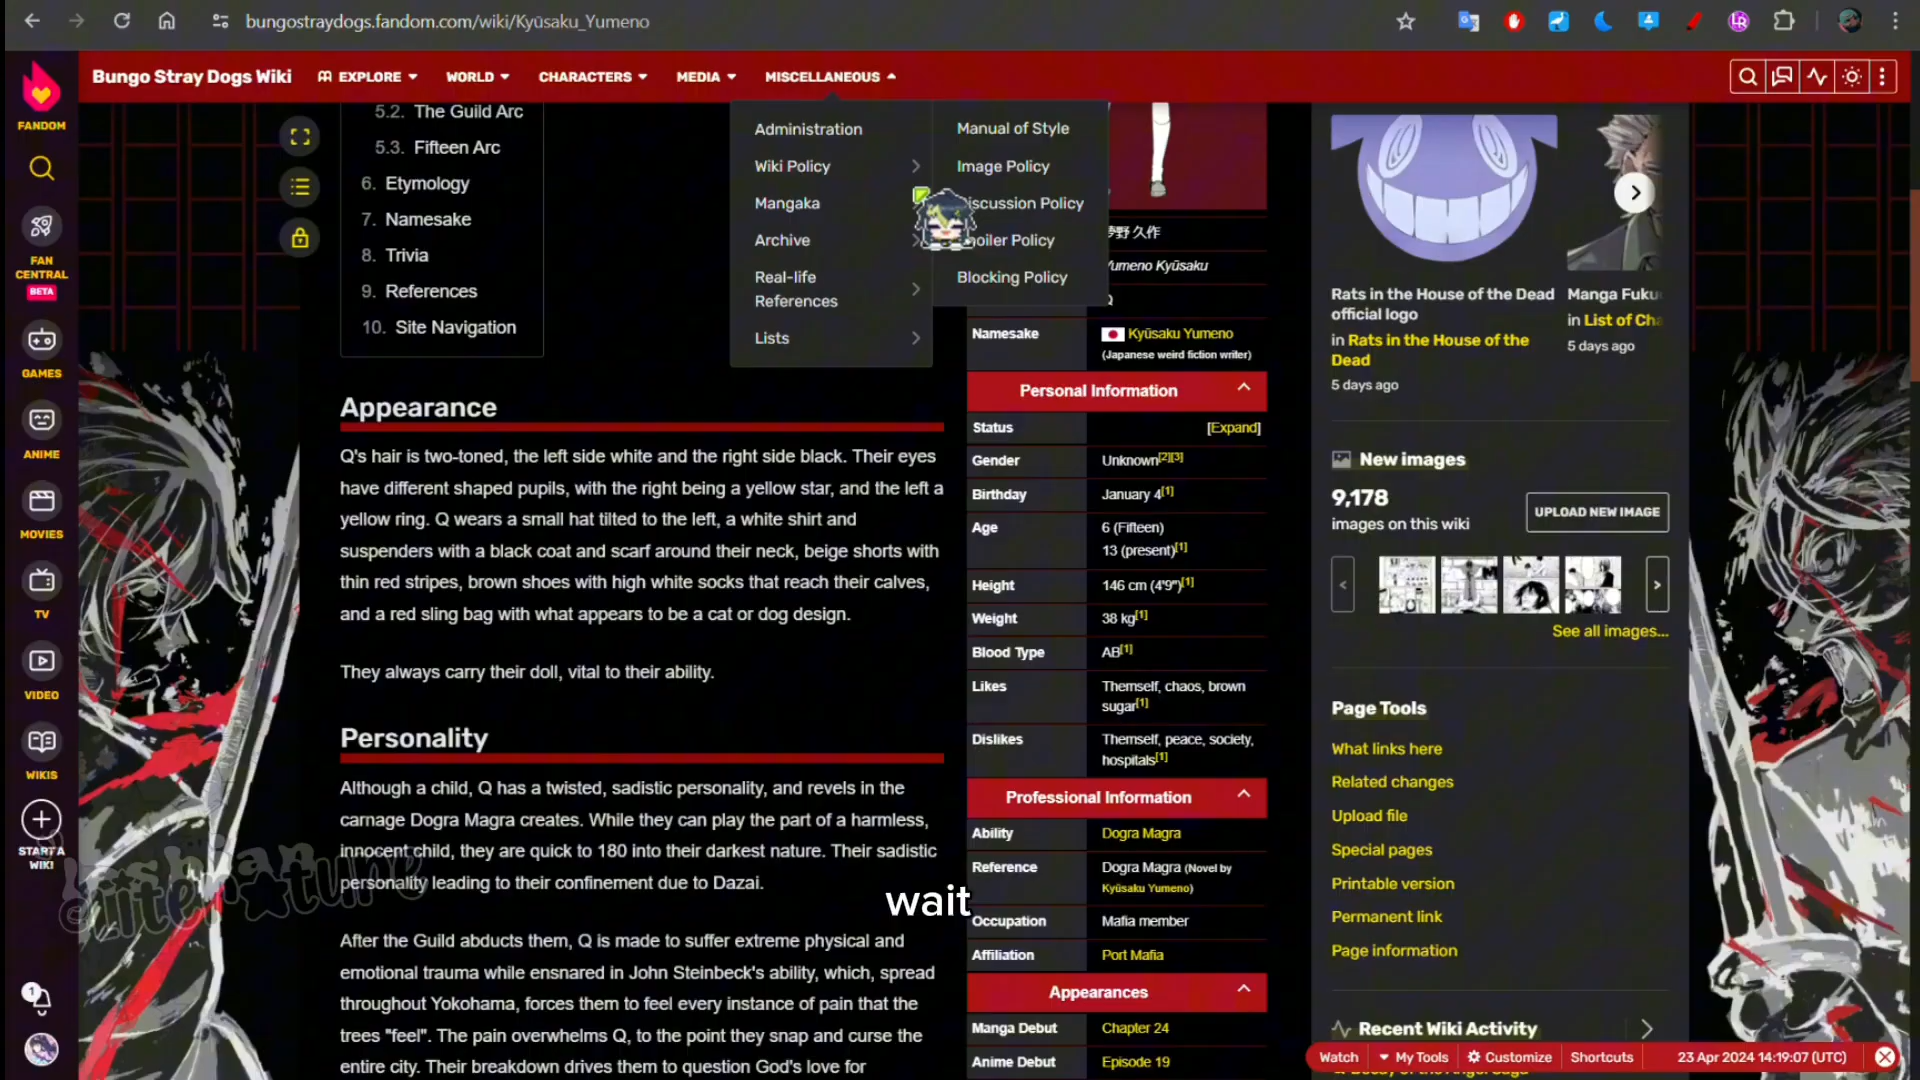 bungostraydogs.fandom.com/wiki/Kyūsaku_Yumeno
Bungo Stray Dogs Wiki
EXPLORE
WORLD
CHARACTERS
MEDIA
MISCELLANEOUS
FANDOM
FAN
CENTRAL
BETA
GAMES
ANIME
MOVIES
TV
VIDEO
WIKIS
START A
WIKI
1
5.2. The Guild Arc
5.3. Fifteen Arc
6. Etymology
7. Namesake
8. Trivia
9. References
10. Site Navigation
Administration
Wiki Policy
Mangaka
Archive
Real-life
References
Lists
Manual of Style
Image Policy
iscussion Policy
oiler Policy
Blocking Policy
Appearance
Q's hair is two-toned, the left side white and the right side black. Their eyes
have different shaped pupils, with the right being a yellow star, and the left a
yellow ring. Q wears a small hat tilted to the left, a white shirt and
suspenders with a black coat and scarf around their neck, beige shorts with
thin red stripes, brown shoes with high white socks that reach their calves,
and a red sling bag with what appears to be a cat or dog design.
They always carry their doll, vital to their ability.
Personality
Although a child, Q has a twisted, sadistic personality, and revels in the
carnage Dogra Magra creates. While they can play the part of a harmless,
innocent child, they are quick to 180 into their darkest nature. Their sadistic
personality leading to their confinement due to Dazai.
After the Guild abducts them, Q is made to suffer extreme physical and
emotional trauma while ensnared in John Steinbeck's ability, which, spread
throughout Yokohama, forces them to feel every instance of pain that the
trees "feel". The pain overwhelms Q, to the point they snap and curse the
entire city. Their breakdown drives them to question God's love for
wait
夢野 久作
Yumeno Kyūsaku
Q
Namesake Kyūsaku Yumeno
(Japanese weird fiction writer)
Personal Information
Status [Expand]
Gender Unknown[2][3]
Birthday January 4[1]
Age 6 (Fifteen)
13 (present)[1]
Height 146 cm (4'9")[1]
Weight 38 kg[1]
Blood Type AB[1]
Likes Themself, chaos, brown
sugar[1]
Dislikes Themself, peace, society,
hospitals[1]
Professional Information
Ability Dogra Magra
Reference Dogra Magra (Novel by
Kyūsaku Yumeno)
Occupation Mafia member
Affiliation Port Mafia
Appearances
Manga Debut Chapter 24
Anime Debut Episode 19
Rats in the House of the Dead
official logo
in Rats in the House of the
Dead
5 days ago
Manga Fuku
in List of Cha
5 days ago
New images
9,178
images on this wiki
UPLOAD NEW IMAGE
See all images...
Page Tools
What links here
Related changes
Upload file
Special pages
Printable version
Permanent link
Page information
Recent Wiki Activity
Watch
My Tools
Customize
Shortcuts
23 Apr 2024 14:19:07 (UTC)